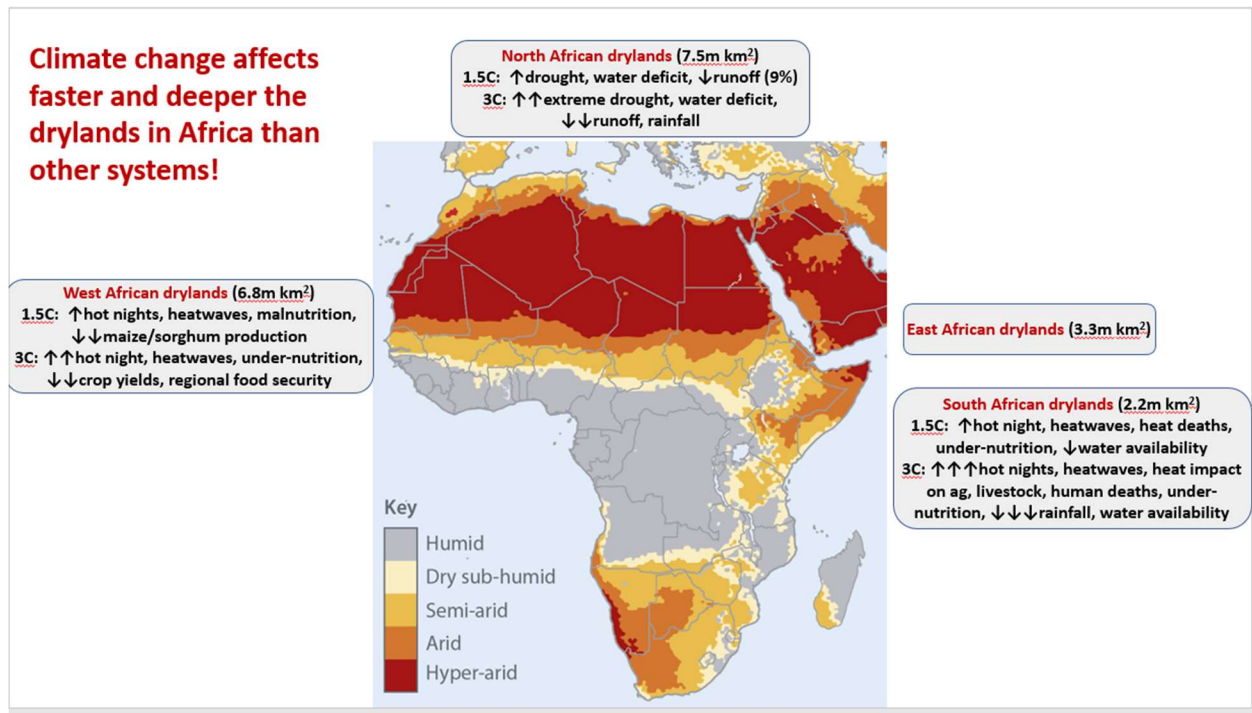 Climate change affects
faster and deeper the
drylands in Africa than
other systems!
North African drylands (7.5m km²)
1.5C: ↑drought, water deficit, ↓runoff (9%)
3C: ↑↑extreme drought, water deficit,
↓↓runoff, rainfall
West African drylands (6.8m km²)
1.5C: ↑hot nights, heatwaves, malnutrition,
↓↓maize/sorghum production
3C: ↑↑hot night, heatwaves, under-nutrition,
↓↓crop yields, regional food security
East African drylands (3.3m km²)
South African drylands (2.2m km²)
1.5C: ↑hot night, heatwaves, heat deaths,
under-nutrition, ↓water availability
3C: ↑↑↑hot nights, heatwaves, heat impact
on ag, livestock, human deaths, under-
nutrition, ↓↓↓rainfall, water availability
Key
Humid
Dry sub-humid
Semi-arid
Arid
Hyper-arid